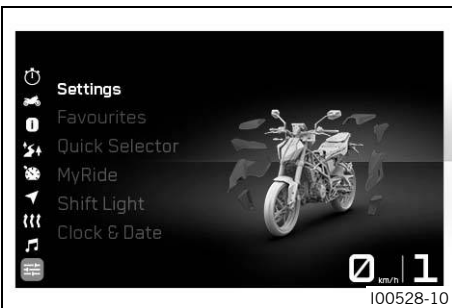 Settings
Favourites
Quick Selector
MyRide
Shift Light
Clock & Date
0 km/h 1
I00528-10